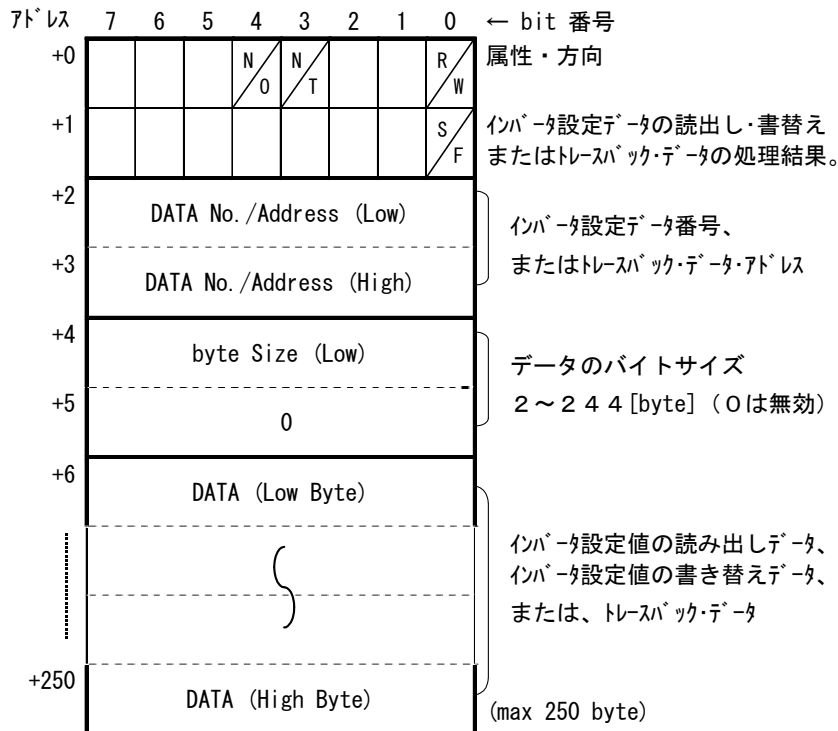 ｱﾄﾞﾚｽ 7 6 5 4 3 2 1 0 ← bit 番号
+0 N/O N/T R/W 属性・方向
+1 S/F ｲﾝﾊﾞｰﾀ設定ﾃﾞｰﾀの読出し・書替え
またはﾄﾚｰｽﾊﾞｯｸ･ﾃﾞｰﾀの処理結果。
+2 DATA No./Address (Low)
ｲﾝﾊﾞｰﾀ設定ﾃﾞｰﾀ番号、
+3 DATA No./Address (High)
またはﾄﾚｰｽﾊﾞｯｸ･ﾃﾞｰﾀ･ｱﾄﾞﾚｽ
+4 byte Size (Low)
データのバイトサイズ
+5 0
２～２４４[byte] (０は無効)
+6 DATA (Low Byte)
ｲﾝﾊﾞｰﾀ設定値の読み出しﾃﾞｰﾀ、
ｲﾝﾊﾞｰﾀ設定値の書き替えﾃﾞｰﾀ、
または、ﾄﾚｰｽﾊﾞｯｸ･ﾃﾞｰﾀ
+250 DATA (High Byte)
(max 250 byte)